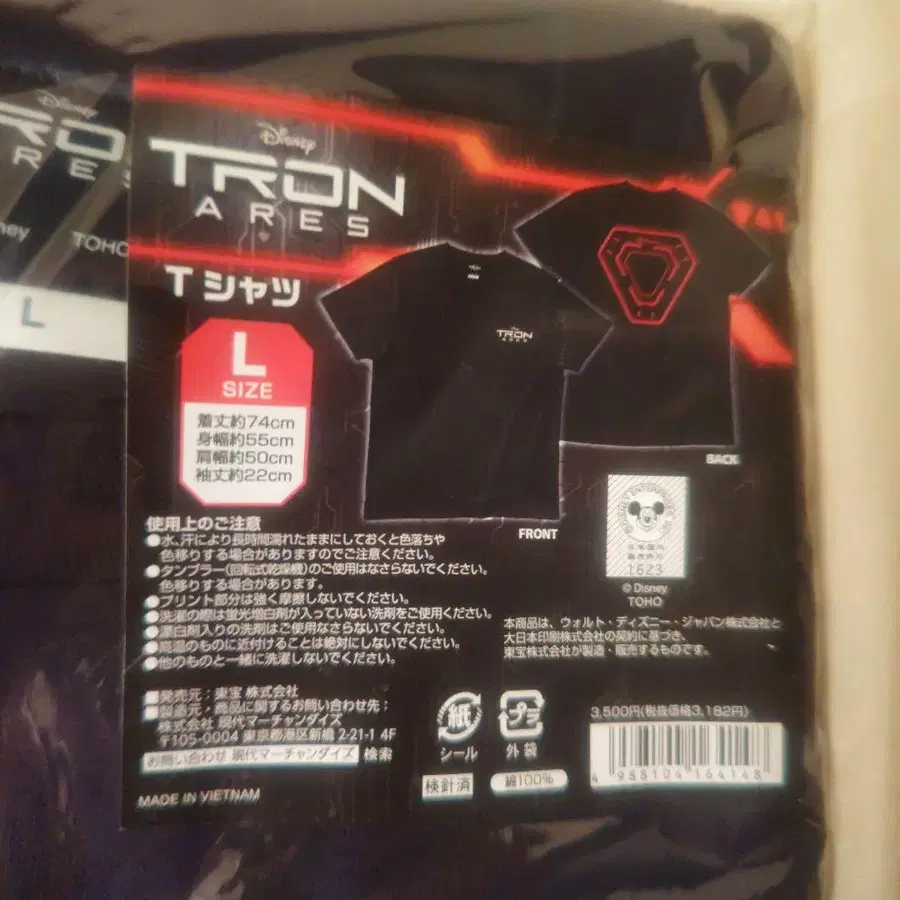 Disney
TRON
ARES
Tシャツ
L
SIZE
着丈約74cm
身幅約55cm
肩幅約50cm
袖丈約22cm
TRON
ARES
FRONT
BACK
使用上のご注意
●水、汗により長時間濡れたままにしておくと色落ちや
色移りする場合がありますのでご注意ください。
●タンブラー(回転式乾燥機)のご使用はなさらないでください。
色移りする場合があります。
●プリント部分は強く摩擦しないでください。
●洗濯の際は蛍光増白剤が入っていない洗剤をご使用ください。
●漂白剤入りの洗剤はご使用なさらないでください。
●高温のものに近付けることは絶対にしないでください。
●他のものと一緒に洗濯しないでください。
1623
© Disney
TOHO
本商品は、ウォルト・ディズニー・ジャパン株式会社と
大日本印刷株式会社の契約に基づき、
東宝株式会社が製造・販売するものです。
■発売元:東宝 株式会社
■製造元・商品に関するお問い合わせ先:
株式会社 現代マーチャンダイズ
〒105-0004 東京都港区新橋 2-21-1 4F
お問い合わせ 現代マーチャンダイズ 検索
MADE IN VIETNAM
紙
シール
プラ
外袋
検針済
綿100%
3,500円(税抜価格3,182円)
4 988104 164148
Disney
RON
ARES
ney
TOHO
L